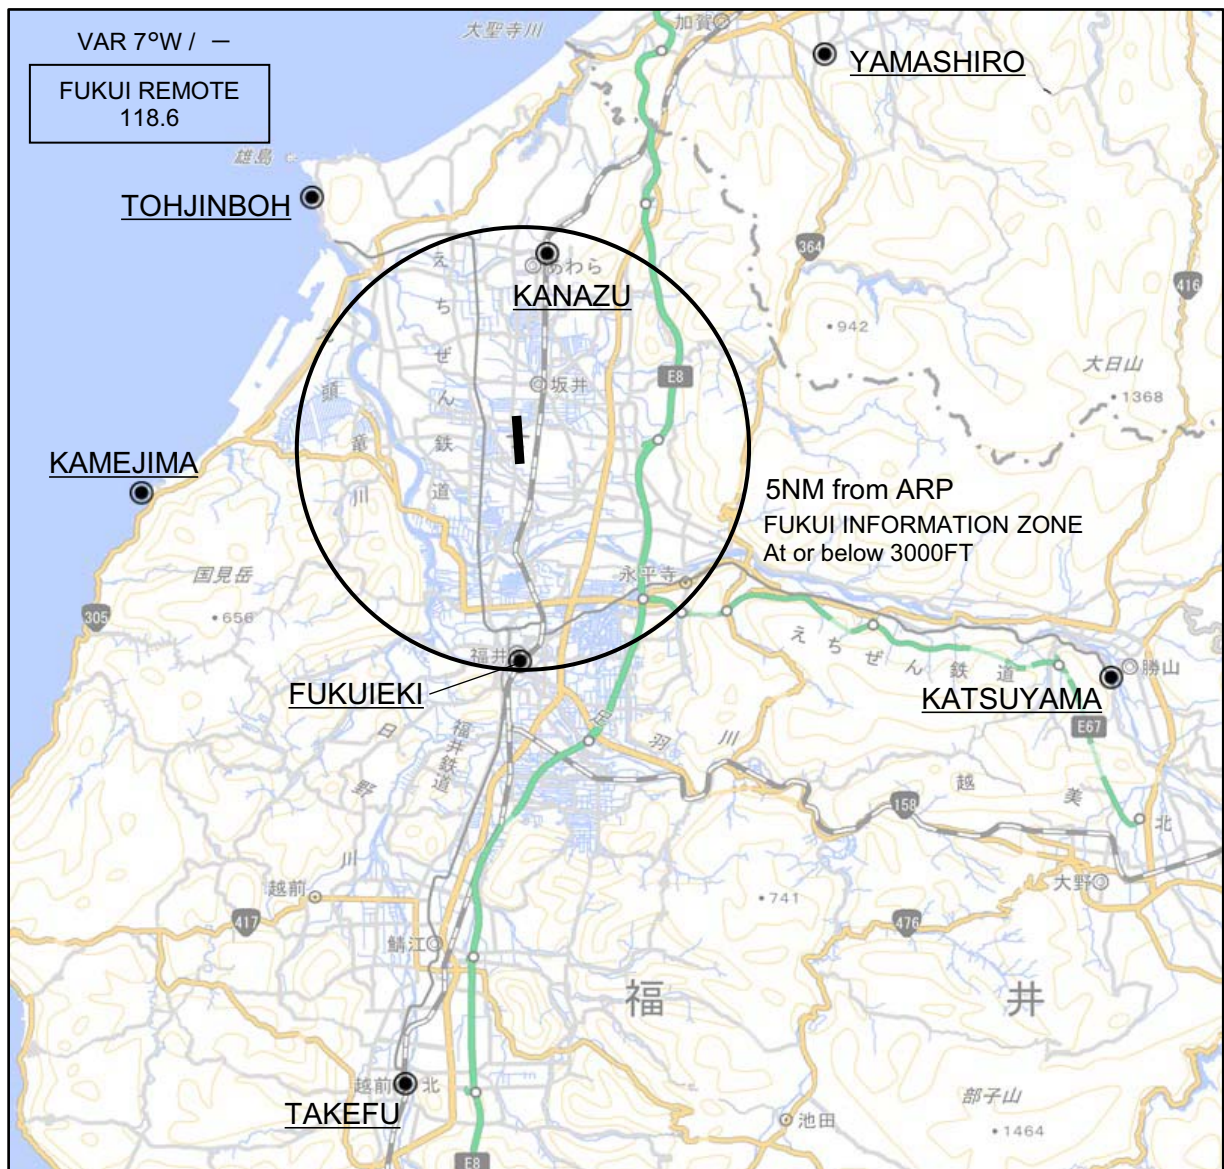 VAR 7°W / −
FUKUI REMOTE
118.6
大聖寺川
加賀
YAMASHIRO
雄島
TOHJINBOH
364
416
あわら
KANAZU
えちぜん鉄道
942
大日山
1368
E8
坂井
頭竜川
KAMEJIMA
5NM from ARP
FUKUI INFORMATION ZONE
At or below 3000FT
国見岳
656
305
永平寺
えちぜん鉄道
福井
勝山
FUKUIEKI
KATSUYAMA
E67
足羽川
日野川
福井鉄道
越美北
158
越前
大野
741
417
476
鯖江
福井
越前 北
TAKEFU
部子山
池田
1464
E8